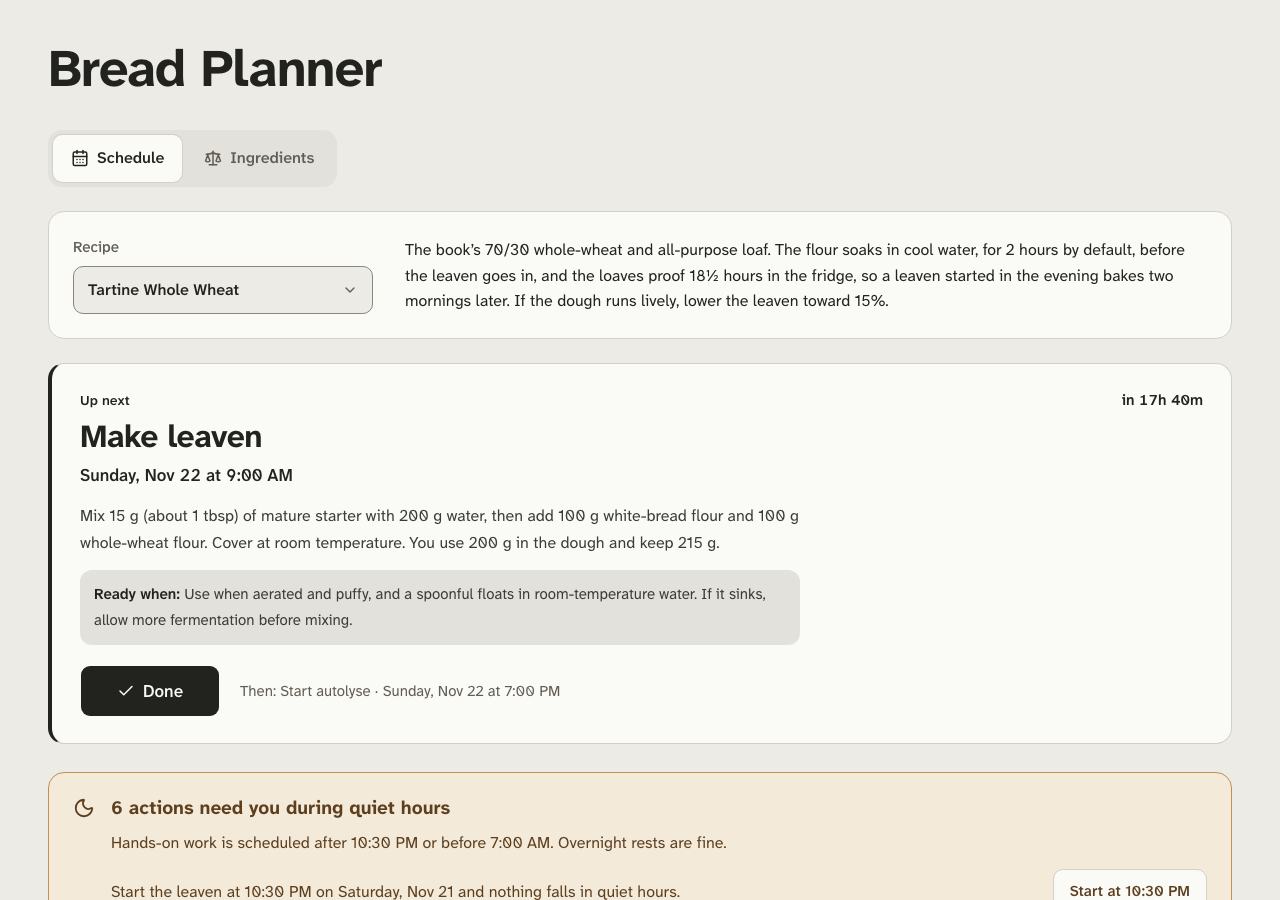 Bread Planner
Schedule
Ingredients
Recipe
Tartine Whole Wheat
The book’s 70/30 whole-wheat and all-purpose loaf. The flour soaks in cool water, for 2 hours by default, before
the leaven goes in, and the loaves proof 18½ hours in the fridge, so a leaven started in the evening bakes two
mornings later. If the dough runs lively, lower the leaven toward 15%.
Up next
in 17h 40m
Make leaven
Sunday, Nov 22 at 9:00 AM
Mix 15 g (about 1 tbsp) of mature starter with 200 g water, then add 100 g white-bread flour and 100 g
whole-wheat flour. Cover at room temperature. You use 200 g in the dough and keep 215 g.
Ready when: Use when aerated and puffy, and a spoonful floats in room-temperature water. If it sinks,
allow more fermentation before mixing.
Done
Then: Start autolyse · Sunday, Nov 22 at 7:00 PM
6 actions need you during quiet hours
Hands-on work is scheduled after 10:30 PM or before 7:00 AM. Overnight rests are fine.
Start the leaven at 10:30 PM on Saturday, Nov 21 and nothing falls in quiet hours.
Start at 10:30 PM